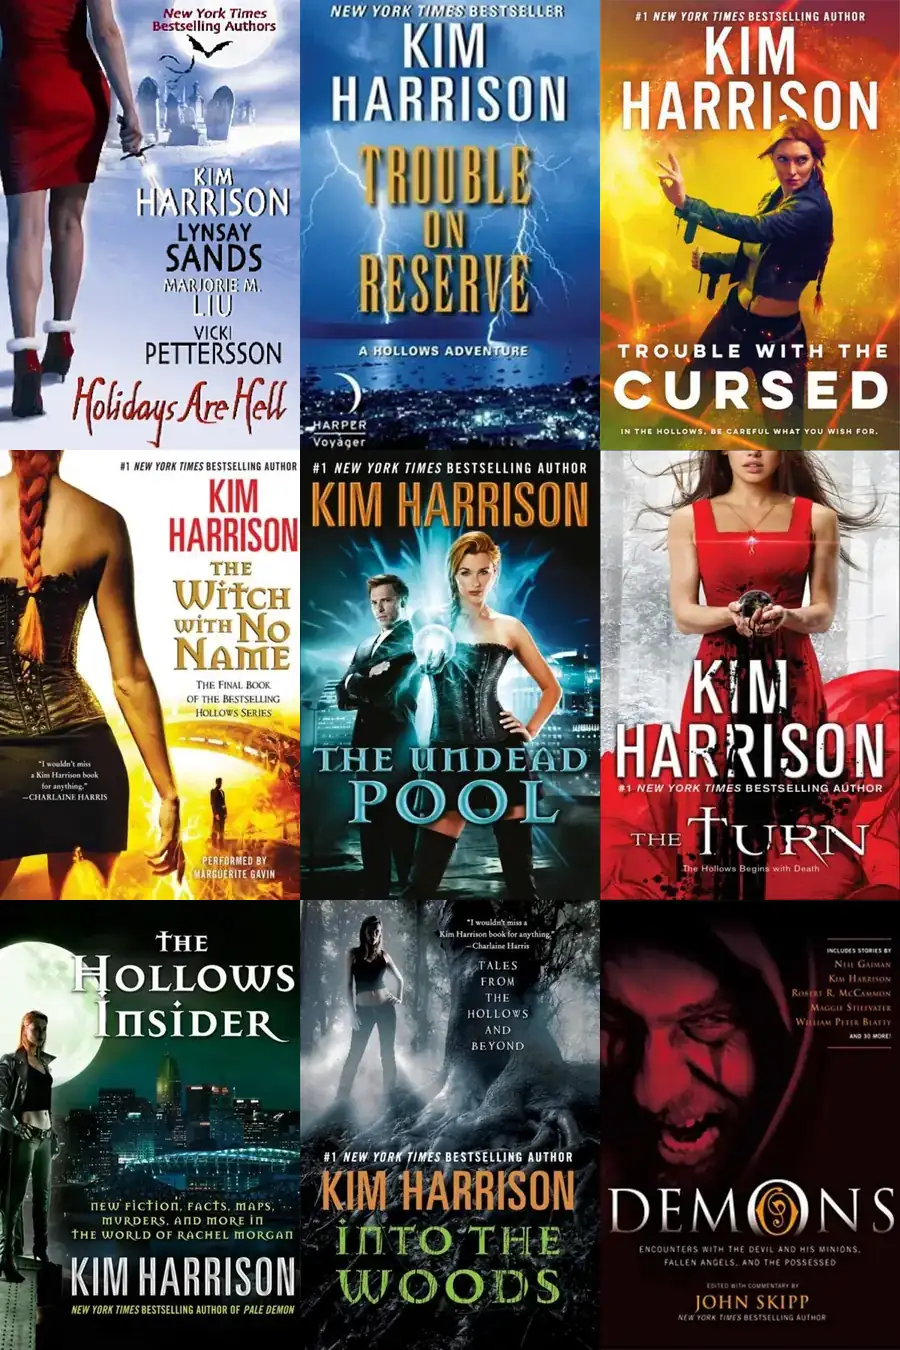 New York Times
Bestselling Authors
KIM
HARRISON
LYNSAY
SANDS
MARJORIE M.
LIU
VICKI
PETTERSSON
Holidays Are Hell
NEW YORK TIMES BESTSELLER
KIM
HARRISON
TROUBLE
ON
RESERVE
A HOLLOWS ADVENTURE
HARPER
Voyager
#1 NEW YORK TIMES BESTSELLING AUTHOR
KIM
HARRISON
TROUBLE WITH THE
CURSED
IN THE HOLLOWS, BE CAREFUL WHAT YOU WISH FOR.
#1 NEW YORK TIMES BESTSELLING AUTHOR
KIM
HARRISON
THE
WITCH
WITH NO
NAME
THE FINAL BOOK
OF THE BESTSELLING
HOLLOWS SERIES
"I wouldn't miss
a Kim Harrison book
for anything."
—CHARLAINE HARRIS
PERFORMED BY
MARGUERITE GAVIN
#1 NEW YORK TIMES BESTSELLING AUTHOR
KIM HARRISON
THE UNDEAD
POOL
KIM
HARRISON
#1 NEW YORK TIMES BESTSELLING AUTHOR
THE TURN
The Hollows Begins with Death
THE
HOLLOWS
INSIDER
NEW FICTION, FACTS, MAPS,
MURDERS, AND MORE IN
THE WORLD OF RACHEL MORGAN
KIM HARRISON
NEW YORK TIMES BESTSELLING AUTHOR OF PALE DEMON
"I wouldn't miss a
Kim Harrison book for anything."
—Charlaine Harris
TALES
FROM
THE
HOLLOWS
AND
BEYOND
#1 NEW YORK TIMES BESTSELLING AUTHOR
KIM HARRISON
INTO THE
WOODS
INCLUDES STORIES BY
NEIL GAIMAN
KIM HARRISON
ROBERT R. MCCAMMON
MAGGIE STIEFVATER
WILLIAM PETER BLATTY
AND 30 MORE!
DEMONS
ENCOUNTERS WITH THE DEVIL AND HIS MINIONS,
FALLEN ANGELS, AND THE POSSESSED
EDITED WITH COMMENTARY BY
JOHN SKIPP
NEW YORK TIMES BESTSELLING AUTHOR